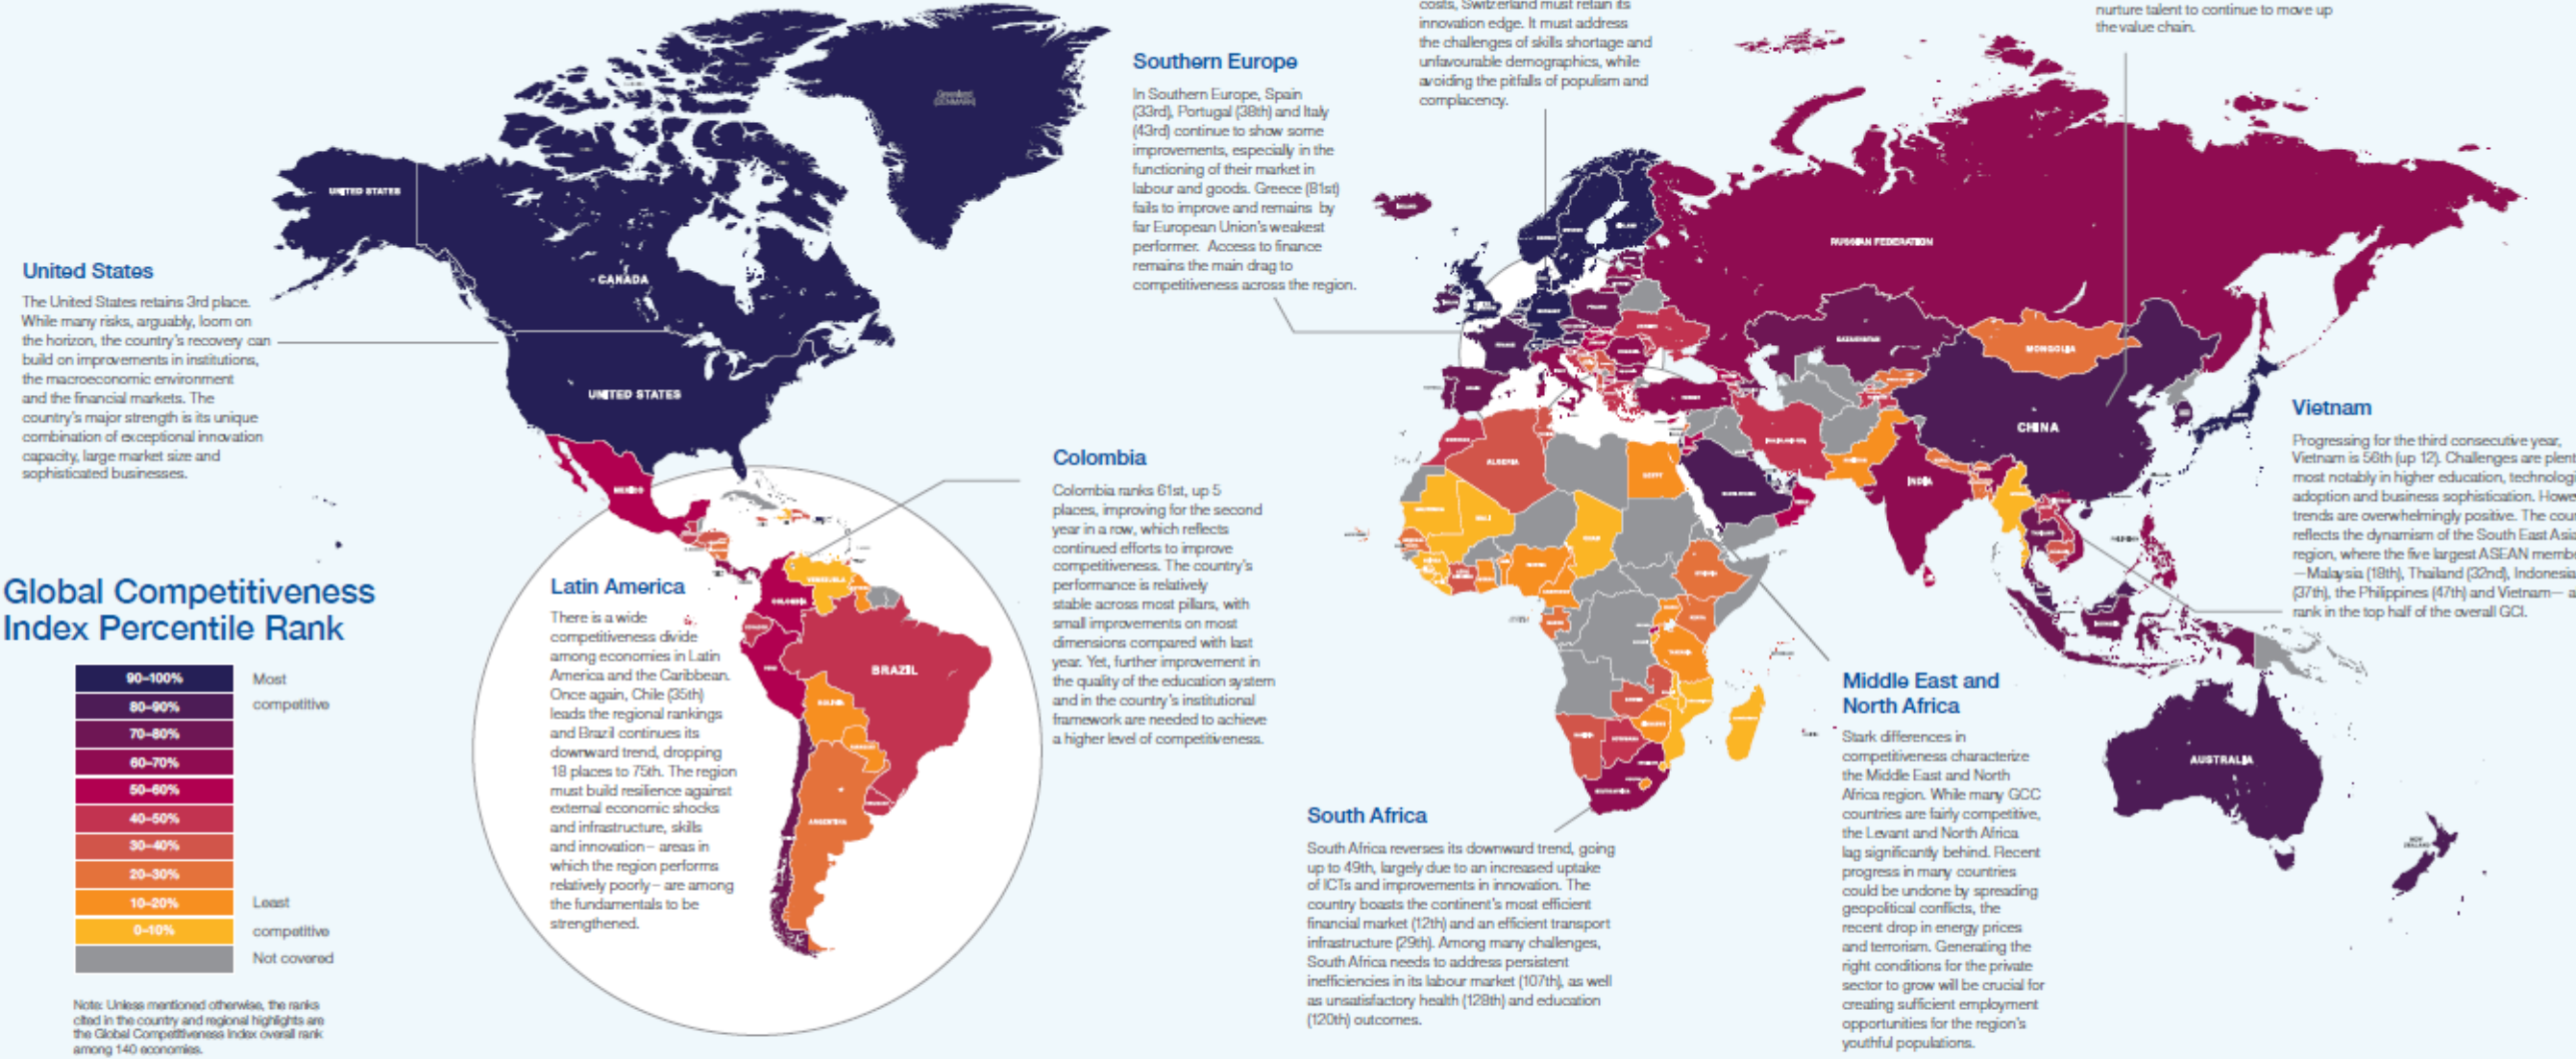 costs, Switzerland must retain its
innovation edge. It must address
the challenges of skills shortage and
unfavourable demographics, while
avoiding the pitfalls of populism and
complacency.
nurture talent to continue to move up
the value chain.
Southern Europe
In Southern Europe, Spain
(33rd), Portugal (38th) and Italy
(43rd) continue to show some
improvements, especially in the
functioning of their market in
labour and goods. Greece (81st)
fails to improve and remains by
far European Union's weakest
performer. Access to finance
remains the main drag to
competitiveness across the region.
United States
The United States retains 3rd place.
While many risks, arguably, loom on
the horizon, the country's recovery can
build on improvements in institutions,
the macroeconomic environment
and the financial markets. The
country's major strength is its unique
combination of exceptional innovation
capacity, large market size and
sophisticated businesses.
Colombia
Colombia ranks 61st, up 5
places, improving for the second
year in a row, which reflects
continued efforts to improve
competitiveness. The country's
performance is relatively
stable across most pillars, with
small improvements on most
dimensions compared with last
year. Yet, further improvement in
the quality of the education system
and in the country's institutional
framework are needed to achieve
a higher level of competitiveness.
Vietnam
Progressing for the third consecutive year,
Vietnam is 56th (up 12). Challenges are plent
most notably in higher education, technologi
adoption and business sophistication. Howe
trends are overwhelmingly positive. The cour
reflects the dynamism of the South East Asia
region, where the five largest ASEAN membe
—Malaysia (18th), Thailand (32nd), Indonesia
(37th), the Philippines (47th) and Vietnam— a
rank in the top half of the overall GCI.
Latin America
There is a wide
competitiveness divide
among economies in Latin
America and the Caribbean.
Once again, Chile (35th)
leads the regional rankings
and Brazil continues its
downward trend, dropping
18 places to 75th. The region
must build resilience against
external economic shocks
and infrastructure, skills
and innovation– areas in
which the region performs
relatively poorly– are among
the fundamentals to be
strengthened.
South Africa
South Africa reverses its downward trend, going
up to 49th, largely due to an increased uptake
of ICTs and improvements in innovation. The
country boasts the continent's most efficient
financial market (12th) and an efficient transport
infrastructure (29th). Among many challenges,
South Africa needs to address persistent
inefficiencies in its labour market (107th), as well
as unsatisfactory health (128th) and education
(120th) outcomes.
Middle East and
North Africa
Stark differences in
competitiveness characterize
the Middle East and North
Africa region. While many GCC
countries are fairly competitive,
the Levant and North Africa
lag significantly behind. Recent
progress in many countries
could be undone by spreading
geopolitical conflicts, the
recent drop in energy prices
and terrorism. Generating the
right conditions for the private
sector to grow will be crucial for
creating sufficient employment
opportunities for the region's
youthful populations.
Global Competitiveness
Index Percentile Rank
90–100% Most
80–90% competitive
70–80%
60–70%
50–60%
40–50%
30–40%
20–30%
10–20% Least
0–10% competitive
Not covered
Note: Unless mentioned otherwise, the ranks
cited in the country and regional highlights are
the Global Competitiveness Index overall rank
among 140 economies.
Greenland
(DENMARK)
UNITED STATES
CANADA
UNITED STATES
MEXICO
VENEZUELA
COLOMBIA
PERU
BRAZIL
BOLIVIA
ARGENTINA
RUSSIAN FEDERATION
KAZAKHSTAN
MONGOLIA
CHINA
INDIA
ALGERIA
EGYPT
AUSTRALIA
NEW
ZEALAND